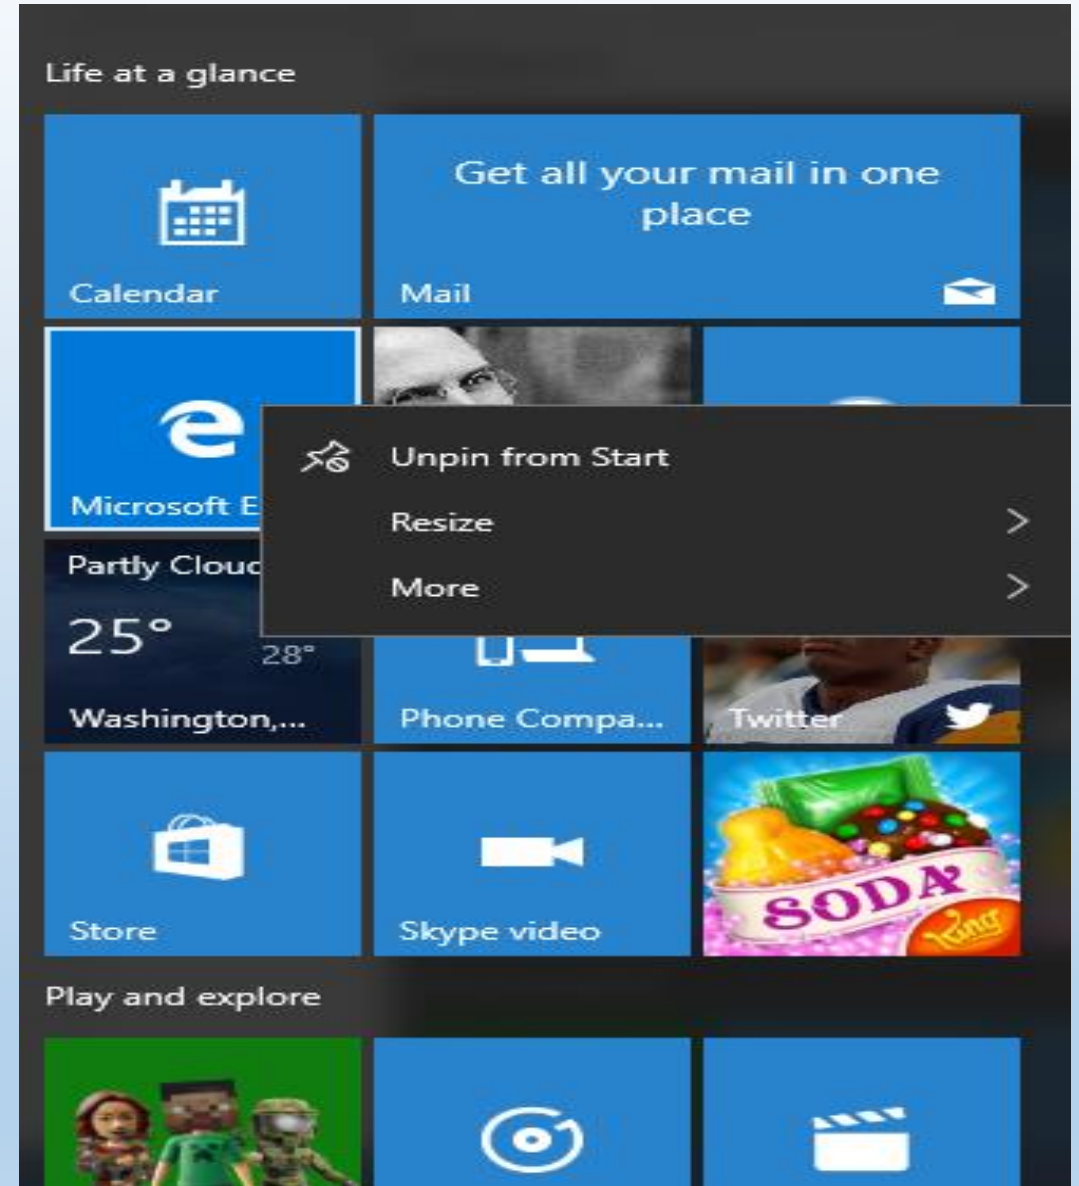 Life at a glance
Get all your mail in one
place
Calendar
Mail
Microsoft E
Unpin from Start
Resize
More
Partly Clouc
25°
28°
Washington,...
Phone Compa...
Twitter
Store
Skype video
SODA
King
Play and explore